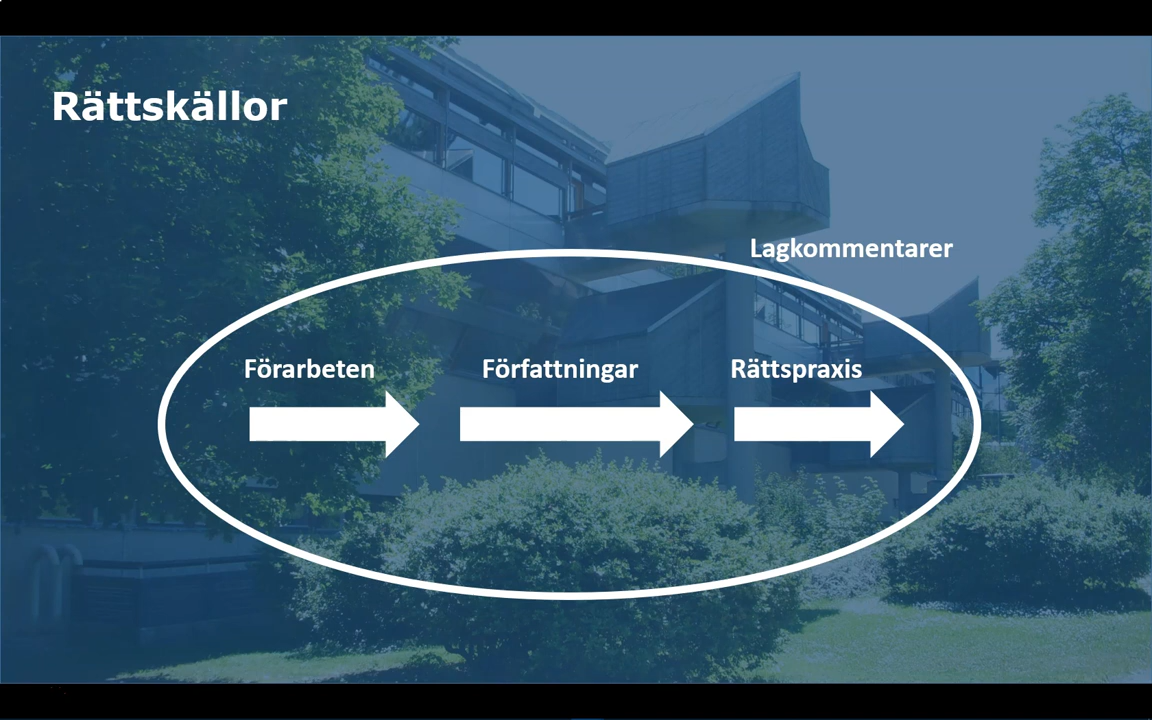 Rättskällor
Lagkommentarer
Förarbeten
Författningar
Rättspraxis